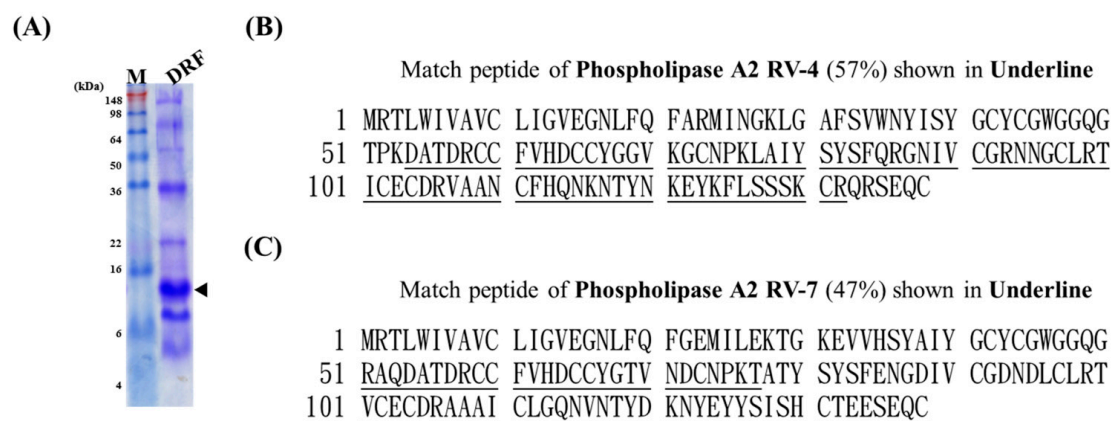 (A)
M DRF
(kDa)
148
98
64
50
36
22
16
6
4
(B)
Match peptide of Phospholipase A2 RV-4 (57%) shown in Underline
1 MRTLWIVAVC LIGVEGNLFQ FARMINGKLG AFSVWNYISY GCYCGWGGQG
51 TPKDATDRCC FVHDCCYGGV KGCNPKLAIY SYSFQRGNIV CGRNNGCLRT
101 ICECDRVAAN CFHQNKNTYN KEYKFLSSSK CRQRSEQC
(C)
Match peptide of Phospholipase A2 RV-7 (47%) shown in Underline
1 MRTLWIVAVC LIGVEGNLFQ FGEMILEKTG KEVVHSYAIY GCYCGWGGQG
51 RAQDATDRCC FVHDCCYGTV NDCNPKTATY SYSFENGDIV CGDNDLCLRT
101 VCECDRAAAI CLGQNVNTYD KNYEYYSISH CTEESEQC